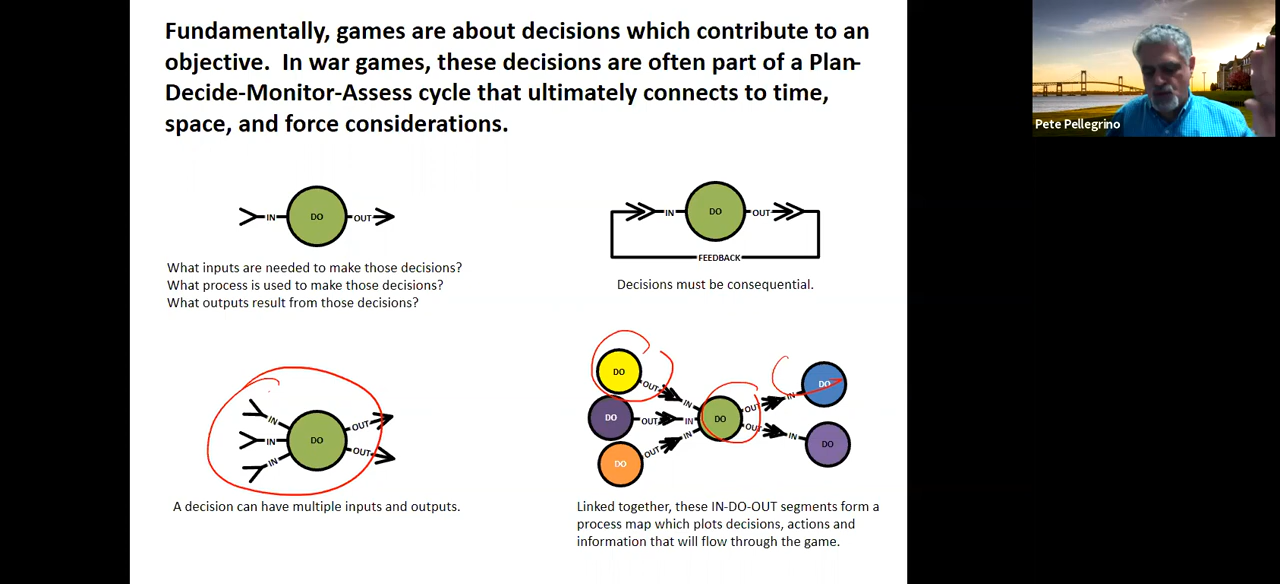 Fundamentally, games are about decisions which contribute to an
objective. In war games, these decisions are often part of a Plan-
Decide-Monitor-Assess cycle that ultimately connects to time,
space, and force considerations.
Pete Pellegrino
IN DO OUT
What inputs are needed to make those decisions?
What process is used to make those decisions?
What outputs result from those decisions?
IN DO OUT
FEEDBACK
Decisions must be consequential.
IN
IN DO OUT
IN OUT
A decision can have multiple inputs and outputs.
DO OUT IN
DO OUT IN DO OUT IN DO
DO OUT IN OUT IN DO
Linked together, these IN-DO-OUT segments form a
process map which plots decisions, actions and
information that will flow through the game.